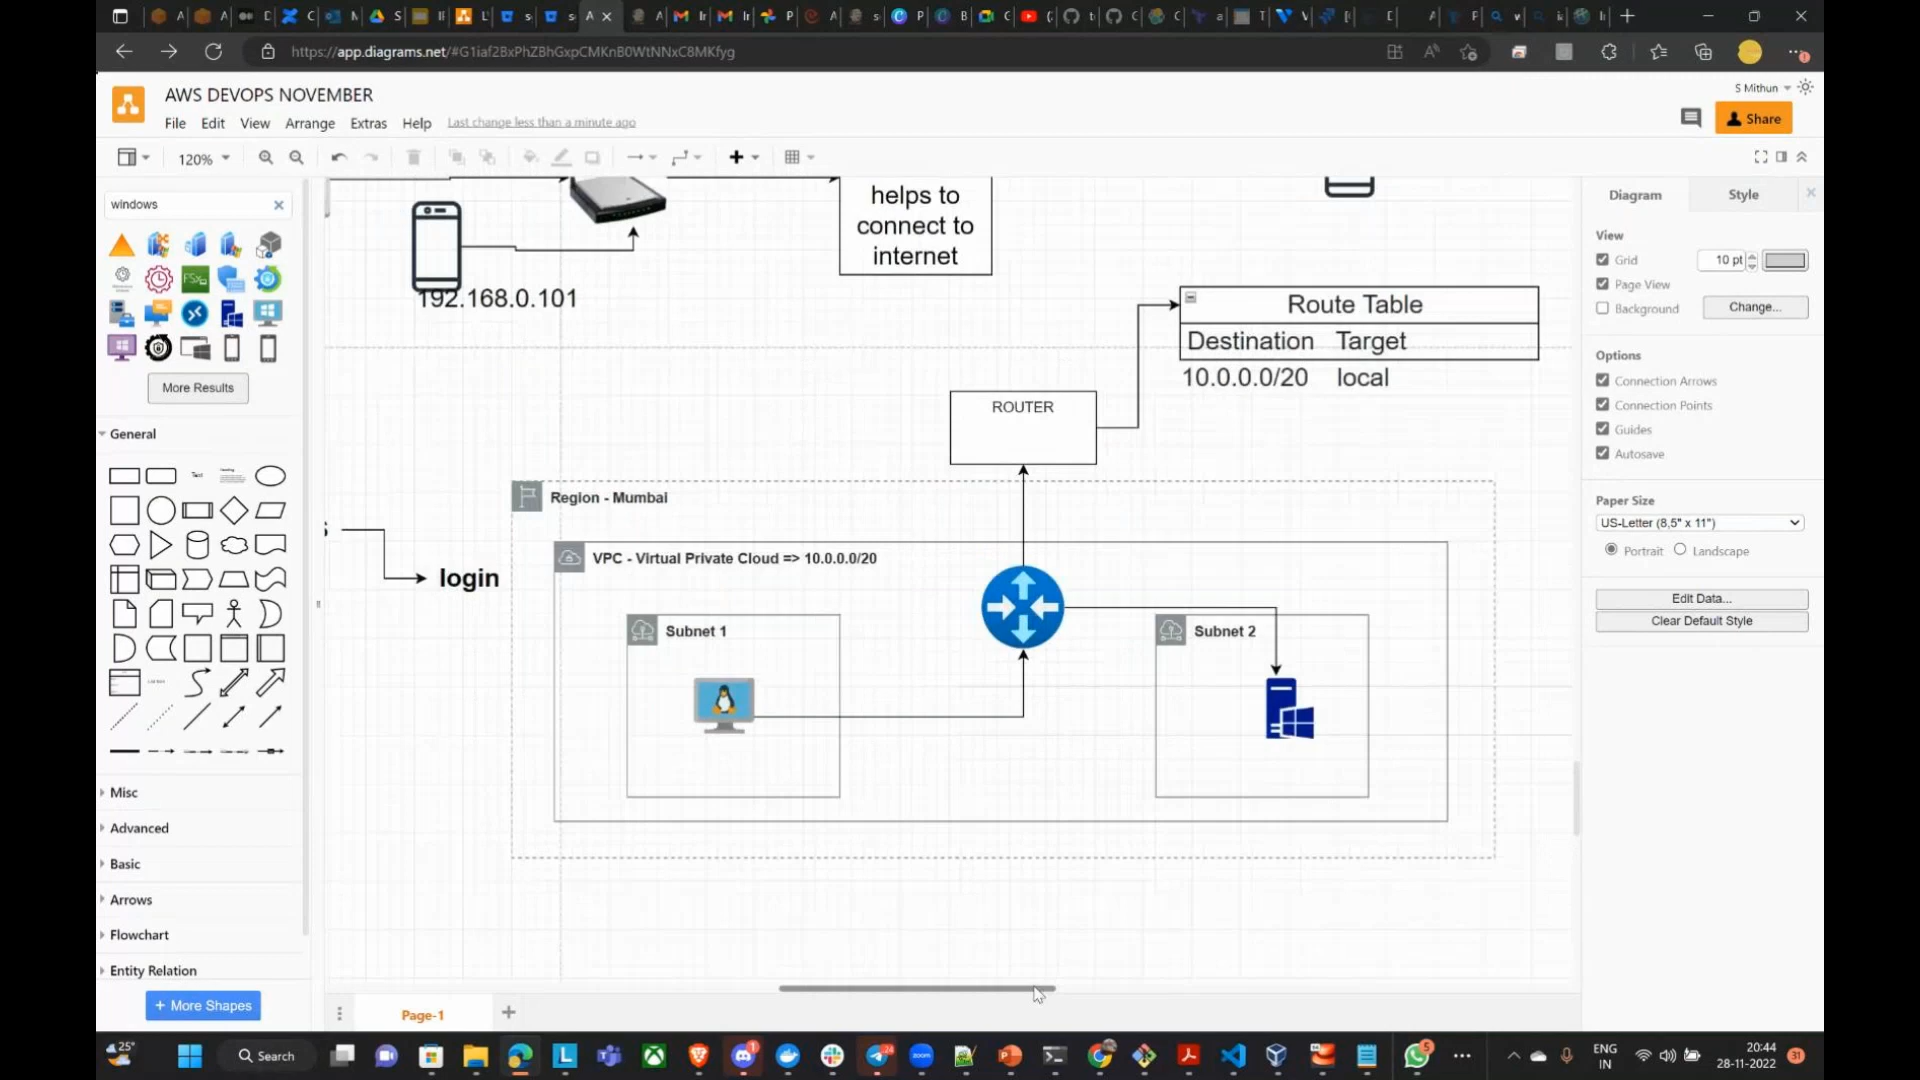 https://app.diagrams.net/#G1iaf2BxPhZBhGxpCMKnB0WtNNxC8MKfyg
AWS DEVOPS NOVEMBER
S Mithun
File Edit View Arrange Extras Help Last change less than a minute ago
Share
120%
windows
More Results
General
Misc
Advanced
Basic
Arrows
Flowchart
Entity Relation
+ More Shapes
helps to
connect to
internet
192.168.0.101
Route Table
Destination Target
10.0.0.0/20 local
ROUTER
Region - Mumbai
VPC - Virtual Private Cloud => 10.0.0.0/20
login
Subnet 1
Subnet 2
Diagram Style
View
Grid 10 pt
Page View
Background Change...
Options
Connection Arrows
Connection Points
Guides
Autosave
Paper Size
US-Letter (8,5" x 11")
Portrait Landscape
Edit Data...
Clear Default Style
Page-1
25°
Search
ENG
IN
20:44
28-11-2022
31